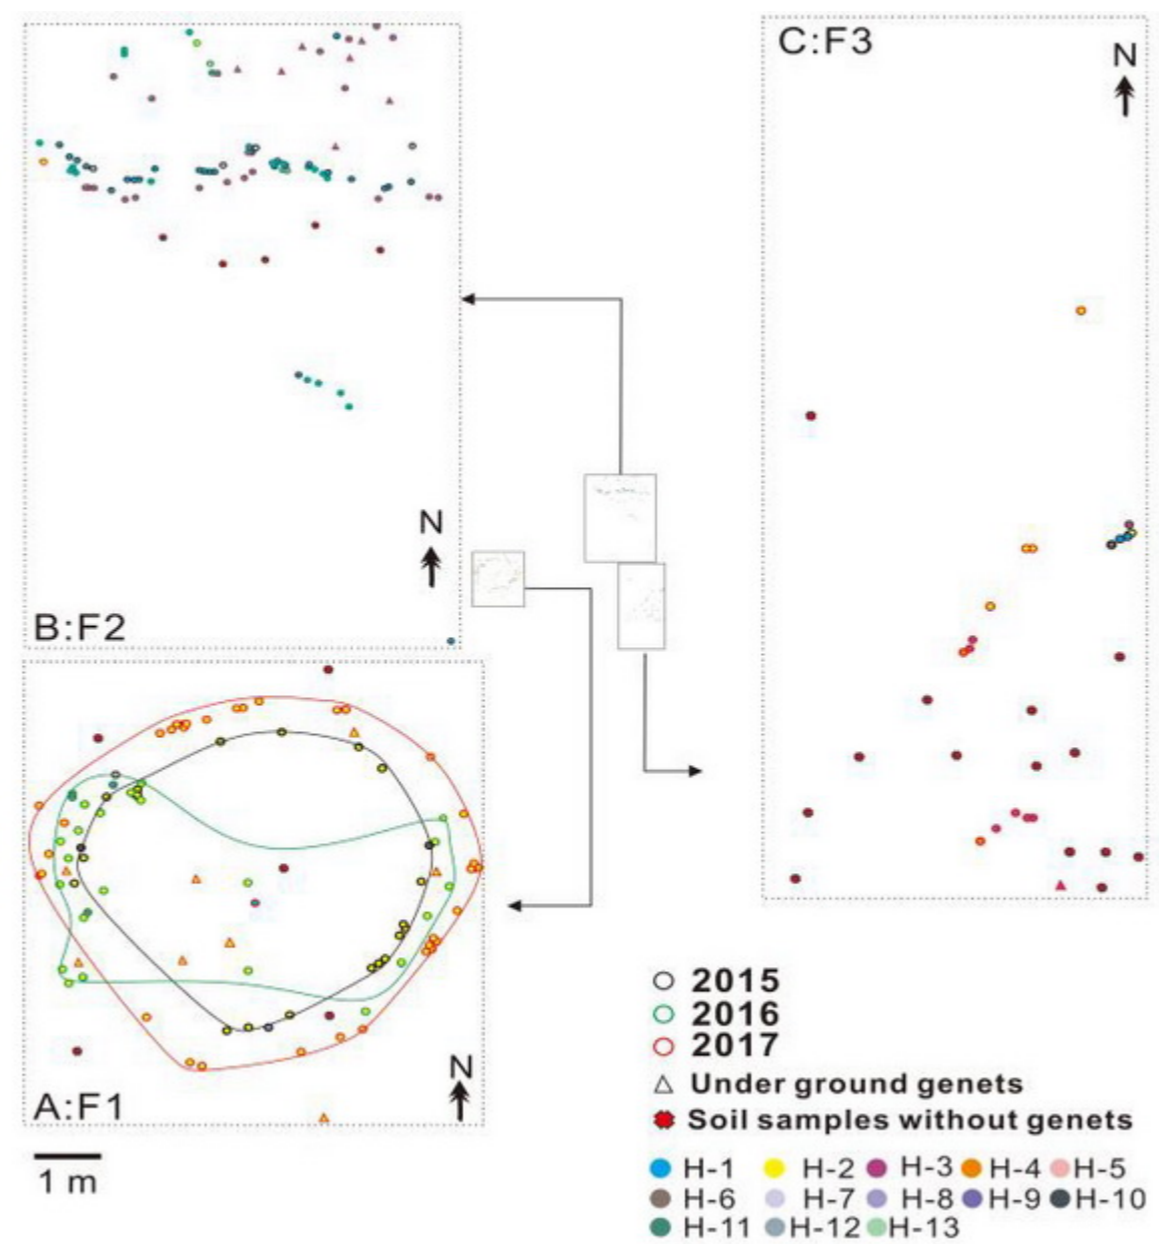 C:F3
N
N
B:F2
N
A:F1
1 m
2015
2016
2017
Under ground genets
Soil samples without genets
H-1 H-2 H-3 H-4 H-5
H-6 H-7 H-8 H-9 H-10
H-11 H-12 H-13